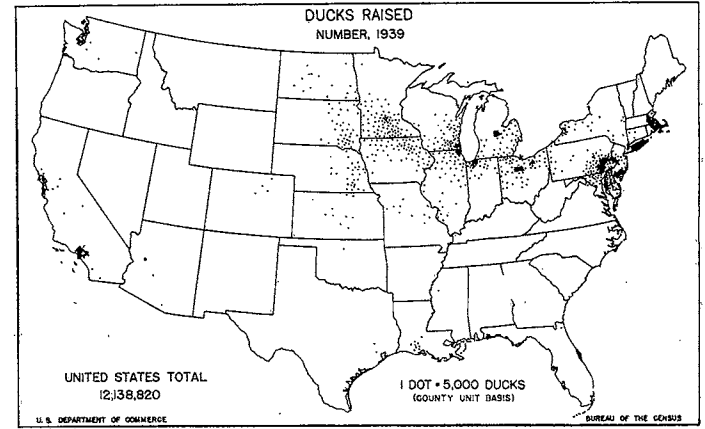 DUCKS RAISED
NUMBER, 1939
UNITED STATES TOTAL
12,138,820
1 DOT = 5,000 DUCKS
(COUNTY UNIT BASIS)
U. S. DEPARTMENT OF COMMERCE
BUREAU OF THE CENSUS